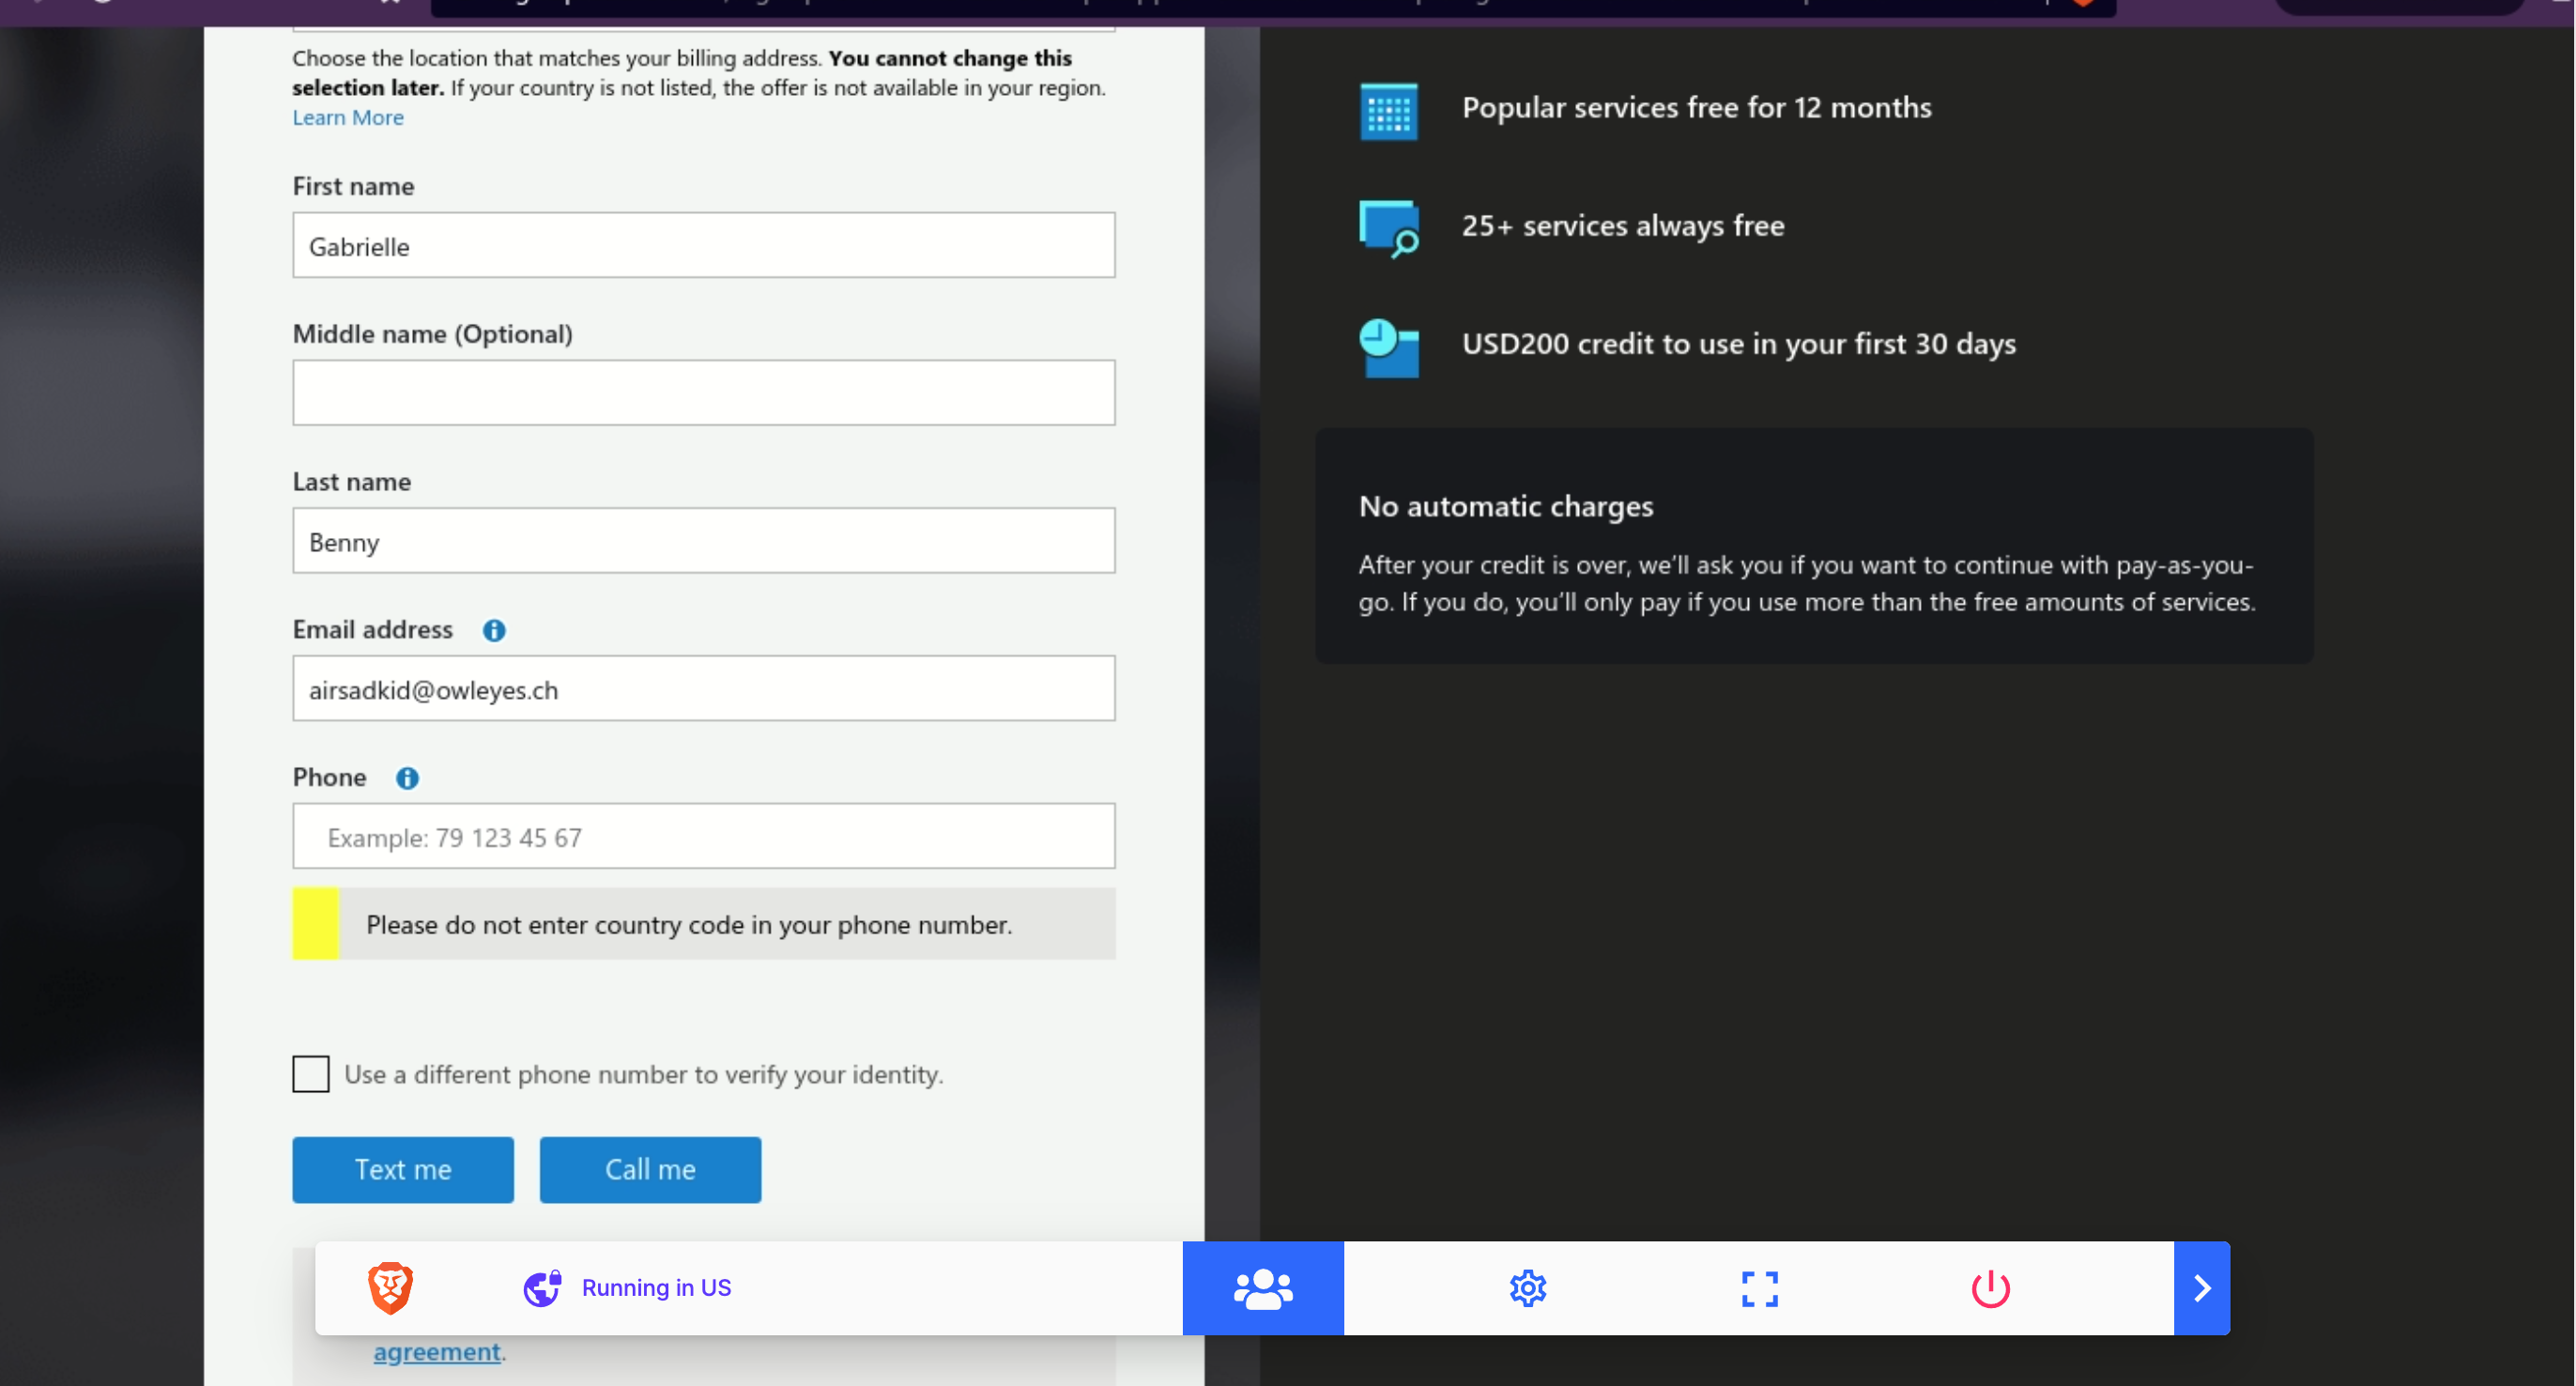 Choose the location that matches your billing address. You cannot change this
selection later. If your country is not listed, the offer is not available in your region.
Learn More
First name
Gabrielle
Middle name (Optional)
Last name
Benny
Email address
airsadkid@owleyes.ch
Phone
Example: 79 123 45 67
Please do not enter country code in your phone number.
Use a different phone number to verify your identity.
Text me
Call me
agreement.
Popular services free for 12 months
25+ services always free
USD200 credit to use in your first 30 days
No automatic charges
After your credit is over, we'll ask you if you want to continue with pay-as-you-
go. If you do, you'll only pay if you use more than the free amounts of services.
Running in US